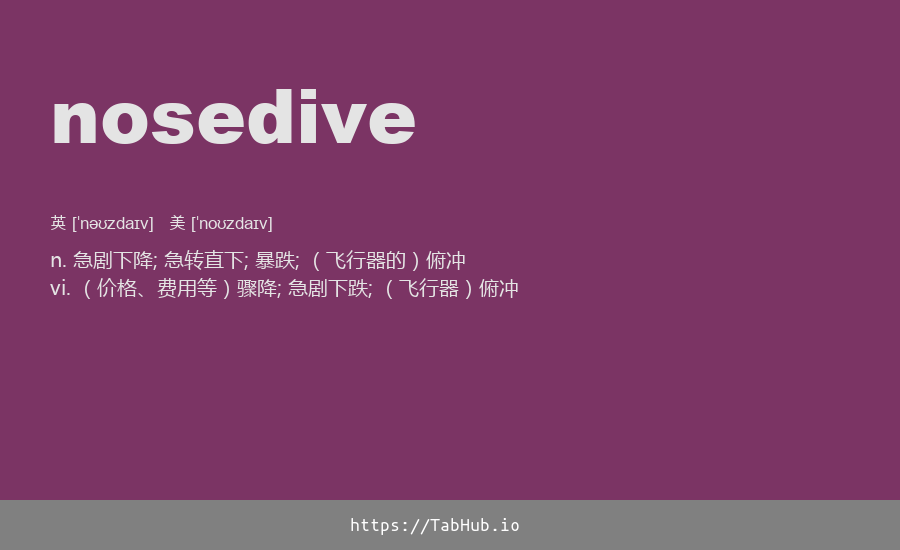 nosedive
英 [ˈnəʊzdaɪv] 美 [ˈnoʊzdaɪv]
n. 急剧下降; 急转直下; 暴跌; （飞行器的）俯冲
vi. （价格、费用等）骤降; 急剧下跌; （飞行器）俯冲
https://TabHub.io